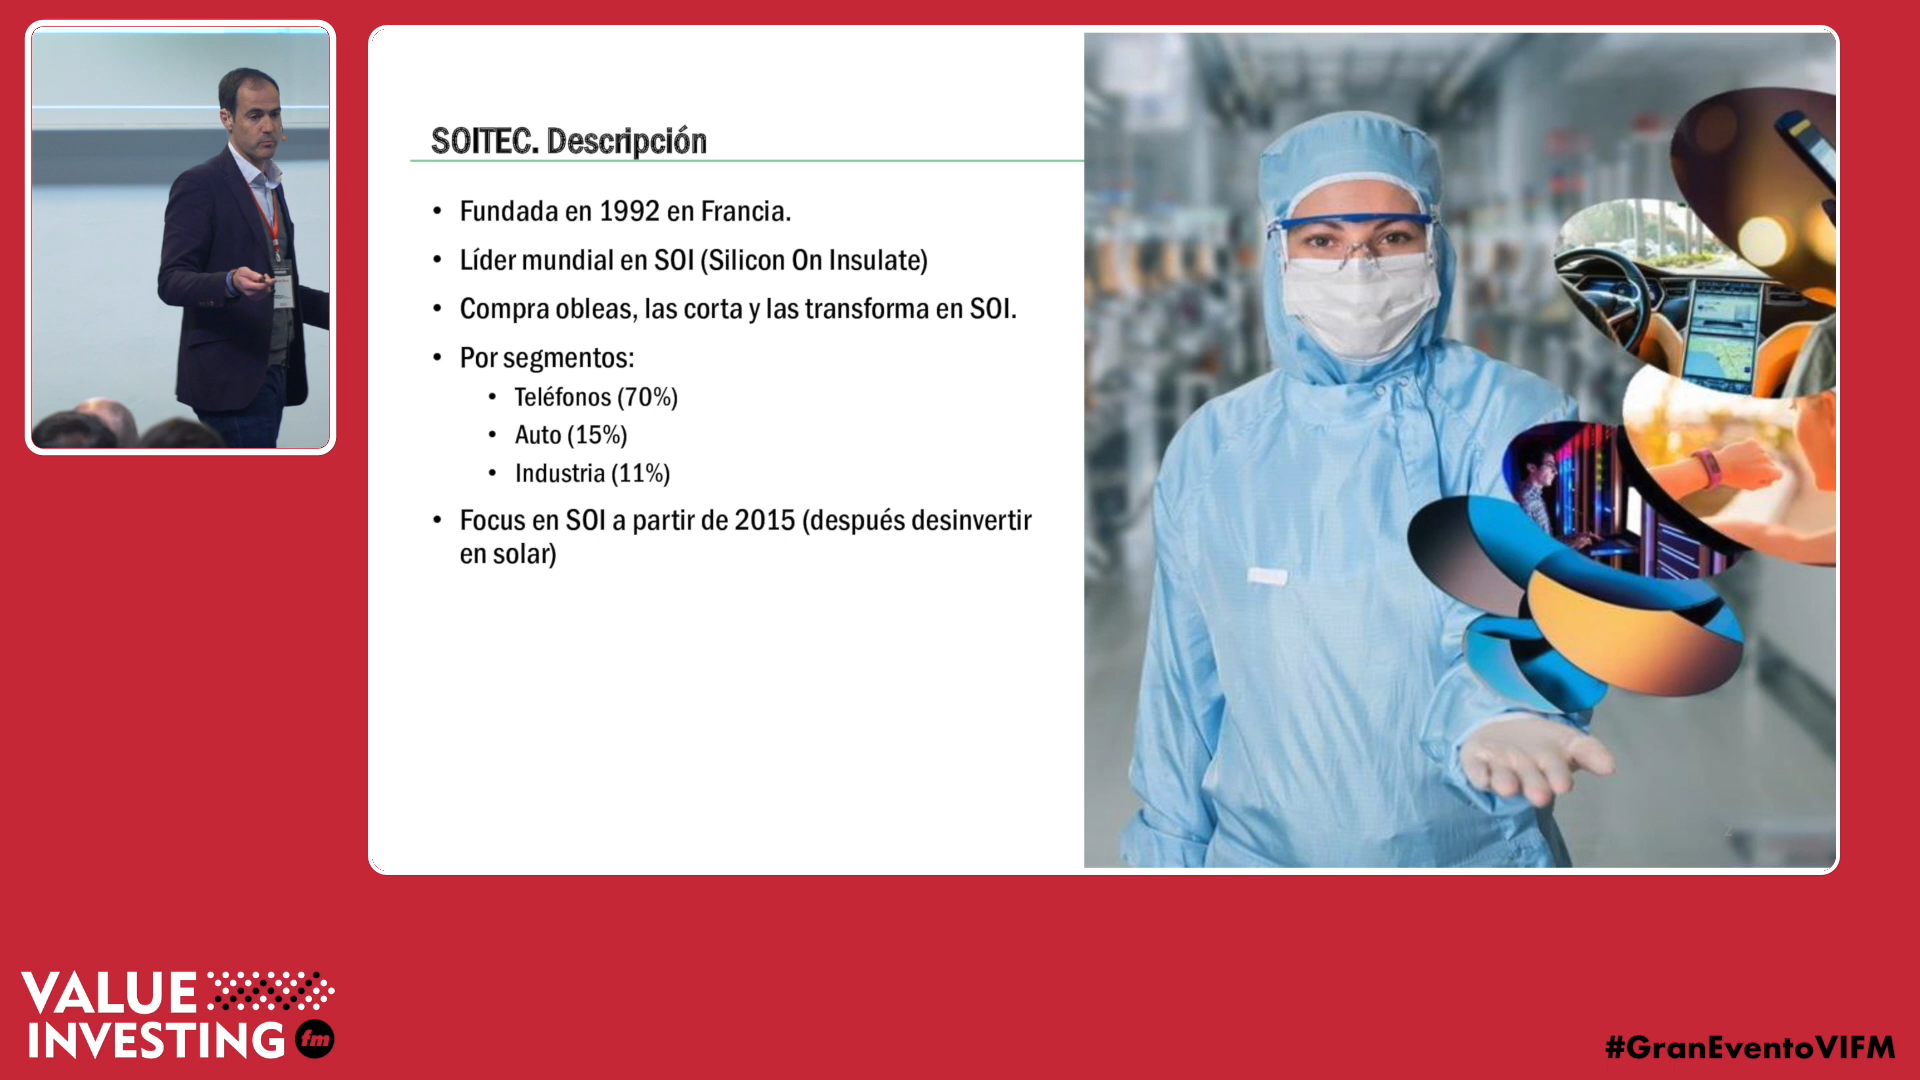 SOITEC. Descripción
• Fundada en 1992 en Francia.
• Líder mundial en SOI (Silicon On Insulate)
• Compra obleas, las corta y las transforma en SOI.
• Por segmentos:
• Teléfonos (70%)
• Auto (15%)
• Industria (11%)
• Focus en SOI a partir de 2015 (después desinvertir
en solar)
2
VALUE
INVESTING fm
#GranEventoVIFM